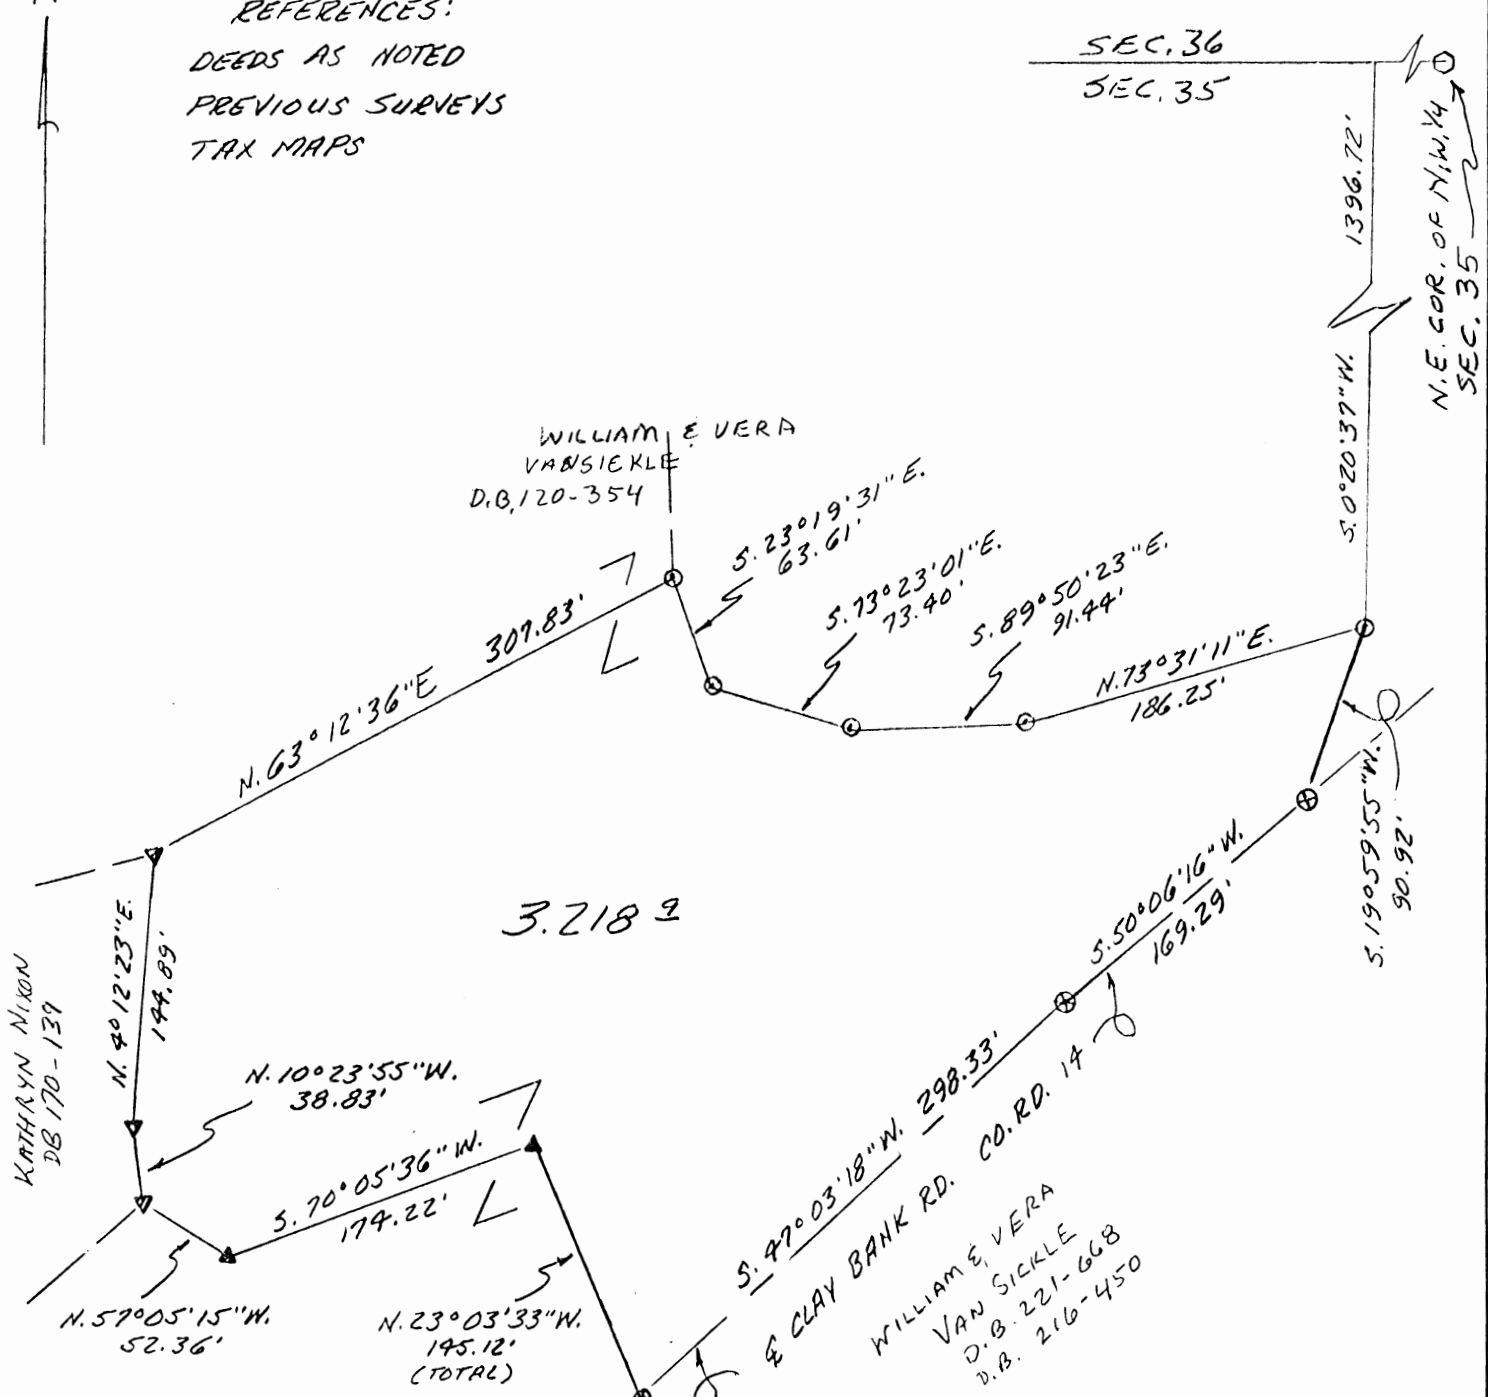 REFERENCES:
DEEDS AS NOTED
PREVIOUS SURVEYS
TAX MAPS
SEC. 36
SEC. 35
N.E. COR. OF N.W. 1/4
SEC. 35
1396.72'
S. 0°20'37" W.
WILLIAM & VERA
VANSICKLE
D.B. 120-354
S. 23°19'31" E.
63.61'
S. 73°23'01" E.
73.40'
S. 89°50'23" E.
91.44'
N. 73°31'11" E.
186.25'
N. 63°12'36" E 307.83'
S. 19°59'55" W.
90.92'
S. 50°06'16" W.
169.29'
3.218 a
KATHRYN NIXON
DB 170-139
N. 4°12'23" E.
144.89'
N. 10°23'55" W.
38.83'
S. 70°05'36" W.
174.22'
S. 47°03'18" W. 298.33'
℄ CLAY BANK RD. CO. RD. 14
WILLIAM & VERA
VAN SICKLE
D.B. 221-668
D.B. 216-450
N. 57°05'15" W.
52.36'
N. 23°03'33" W.
145.12'
(TOTAL)